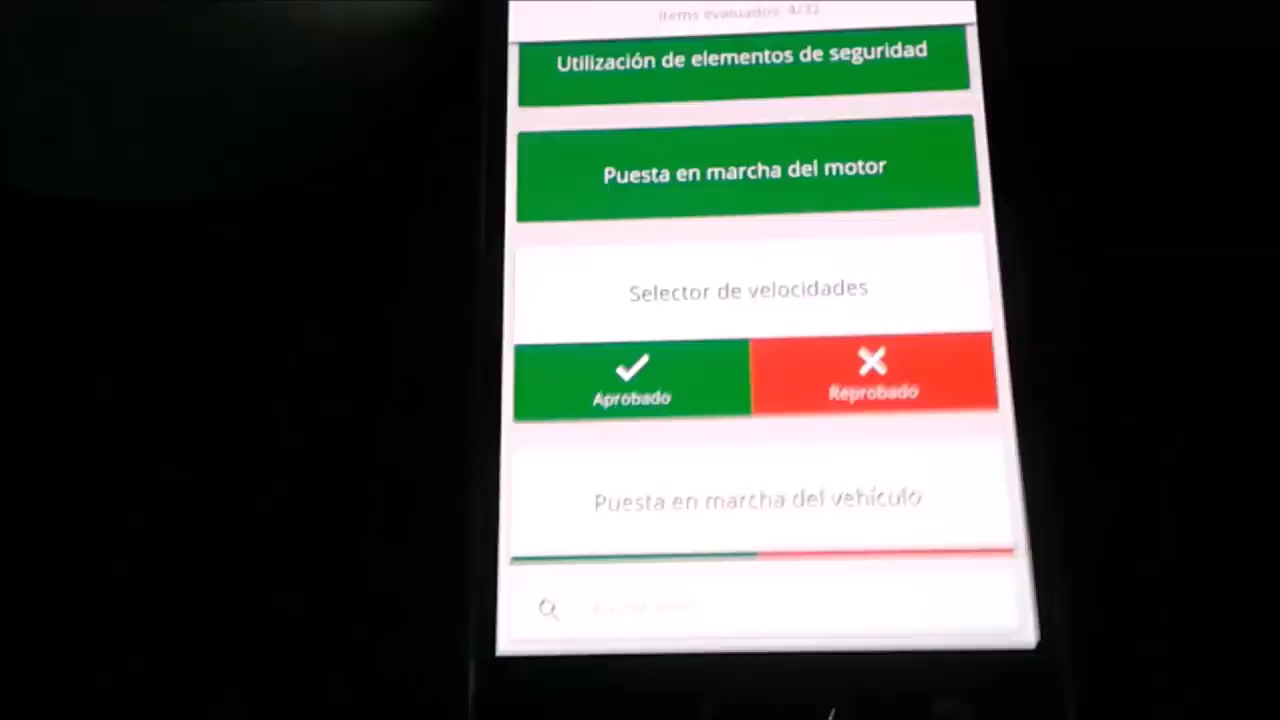 Items evaluados: 4/32
Utilización de elementos de seguridad
Puesta en marcha del motor
Selector de velocidades
Aprobado
Reprobado
Puesta en marcha del vehículo